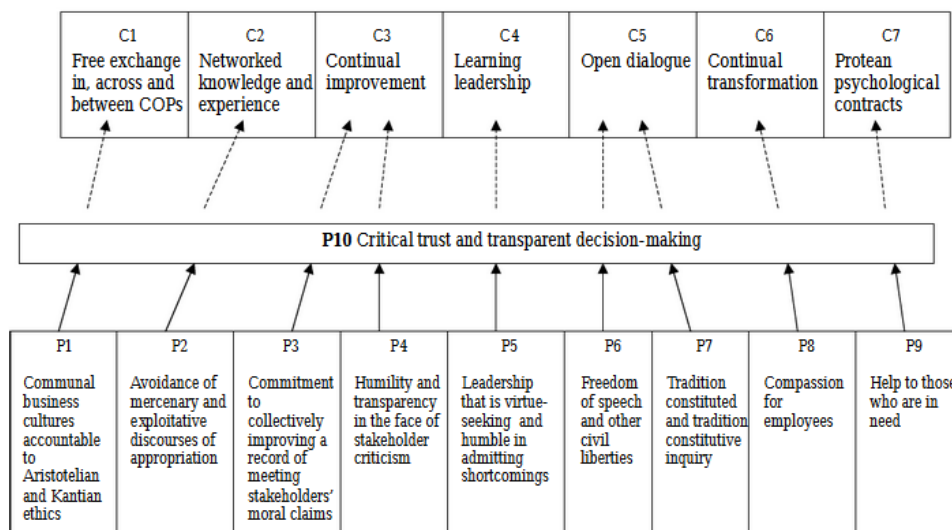 C1
Free exchange
in, across and
between COPs
C2
Networked
knowledge and
experience
C3
Continual
improvement
C4
Learning
leadership
C5
Open dialogue
C6
Continual
transformation
C7
Protean
psychological
contracts
P10 Critical trust and transparent decision-making
P1
Communal
business
cultures
accountable
to
Aristotelian
and Kantian
ethics
P2
Avoidance of
mercenary and
exploitative
discourses of
appropriation
P3
Commitment
to
collectively
improving a
record of
meeting
stakeholders’
moral claims
P4
Humility and
transparency
in the face of
stakeholder
criticism
P5
Leadership
that is virtue-
seeking and
humble in
admitting
shortcomings
P6
Freedom
of speech
and other
civil
liberties
P7
Tradition
constituted
and tradition
constitutive
inquiry
P8
Compassion
for
employees
P9
Help to those
who are in
need